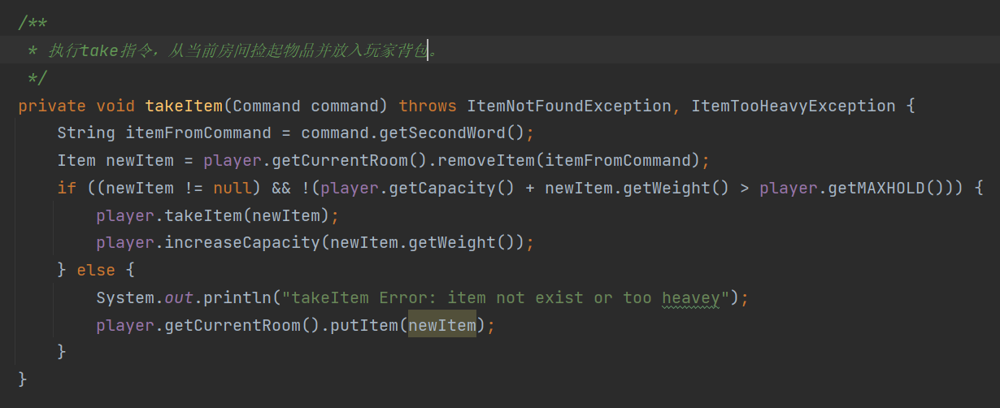 /**
 * 执行take指令，从当前房间捡起物品并放入玩家背包。
 */
private void takeItem(Command command) throws ItemNotFoundException, ItemTooHeavyException {
    String itemFromCommand = command.getSecondWord();
    Item newItem = player.getCurrentRoom().removeItem(itemFromCommand);
    if ((newItem != null) && !(player.getCapacity() + newItem.getWeight() > player.getMAXHOLD())) {
        player.takeItem(newItem);
        player.increaseCapacity(newItem.getWeight());
    } else {
        System.out.println("takeItem Error: item not exist or too heavey");
        player.getCurrentRoom().putItem(newItem);
    }
}